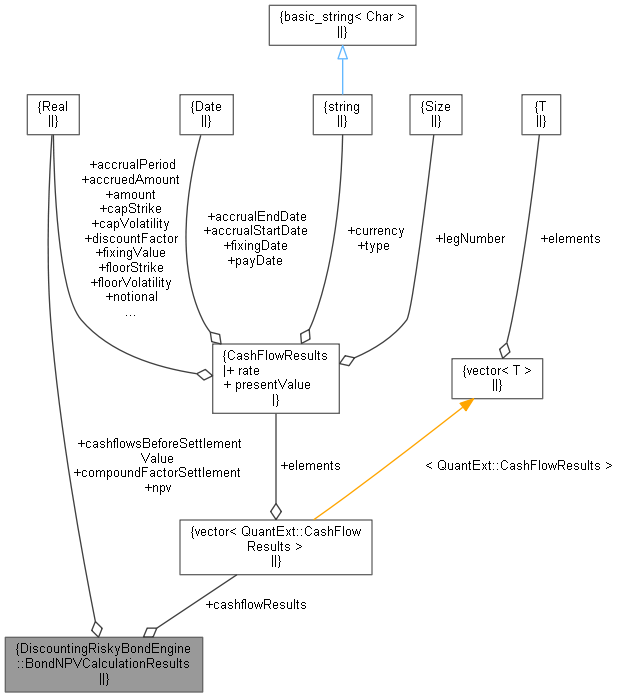 {basic_string< Char >
||}
{Real
||}
{Date
||}
{string
||}
{Size
||}
{T
||}
+accrualPeriod
+accruedAmount
+amount
+capStrike
+capVolatility
+discountFactor
+fixingValue
+floorStrike
+floorVolatility
+notional
...
+accrualEndDate
+accrualStartDate
+fixingDate
+payDate
+currency
+type
+legNumber
+elements
{CashFlowResults
|+ rate
+ presentValue
|}
{vector< T >
||}
+cashflowsBeforeSettlement
Value
+compoundFactorSettlement
+npv
+elements
< QuantExt::CashFlowResults >
{vector< QuantExt::CashFlow
Results >
||}
+cashflowResults
{DiscountingRiskyBondEngine
::BondNPVCalculationResults
||}